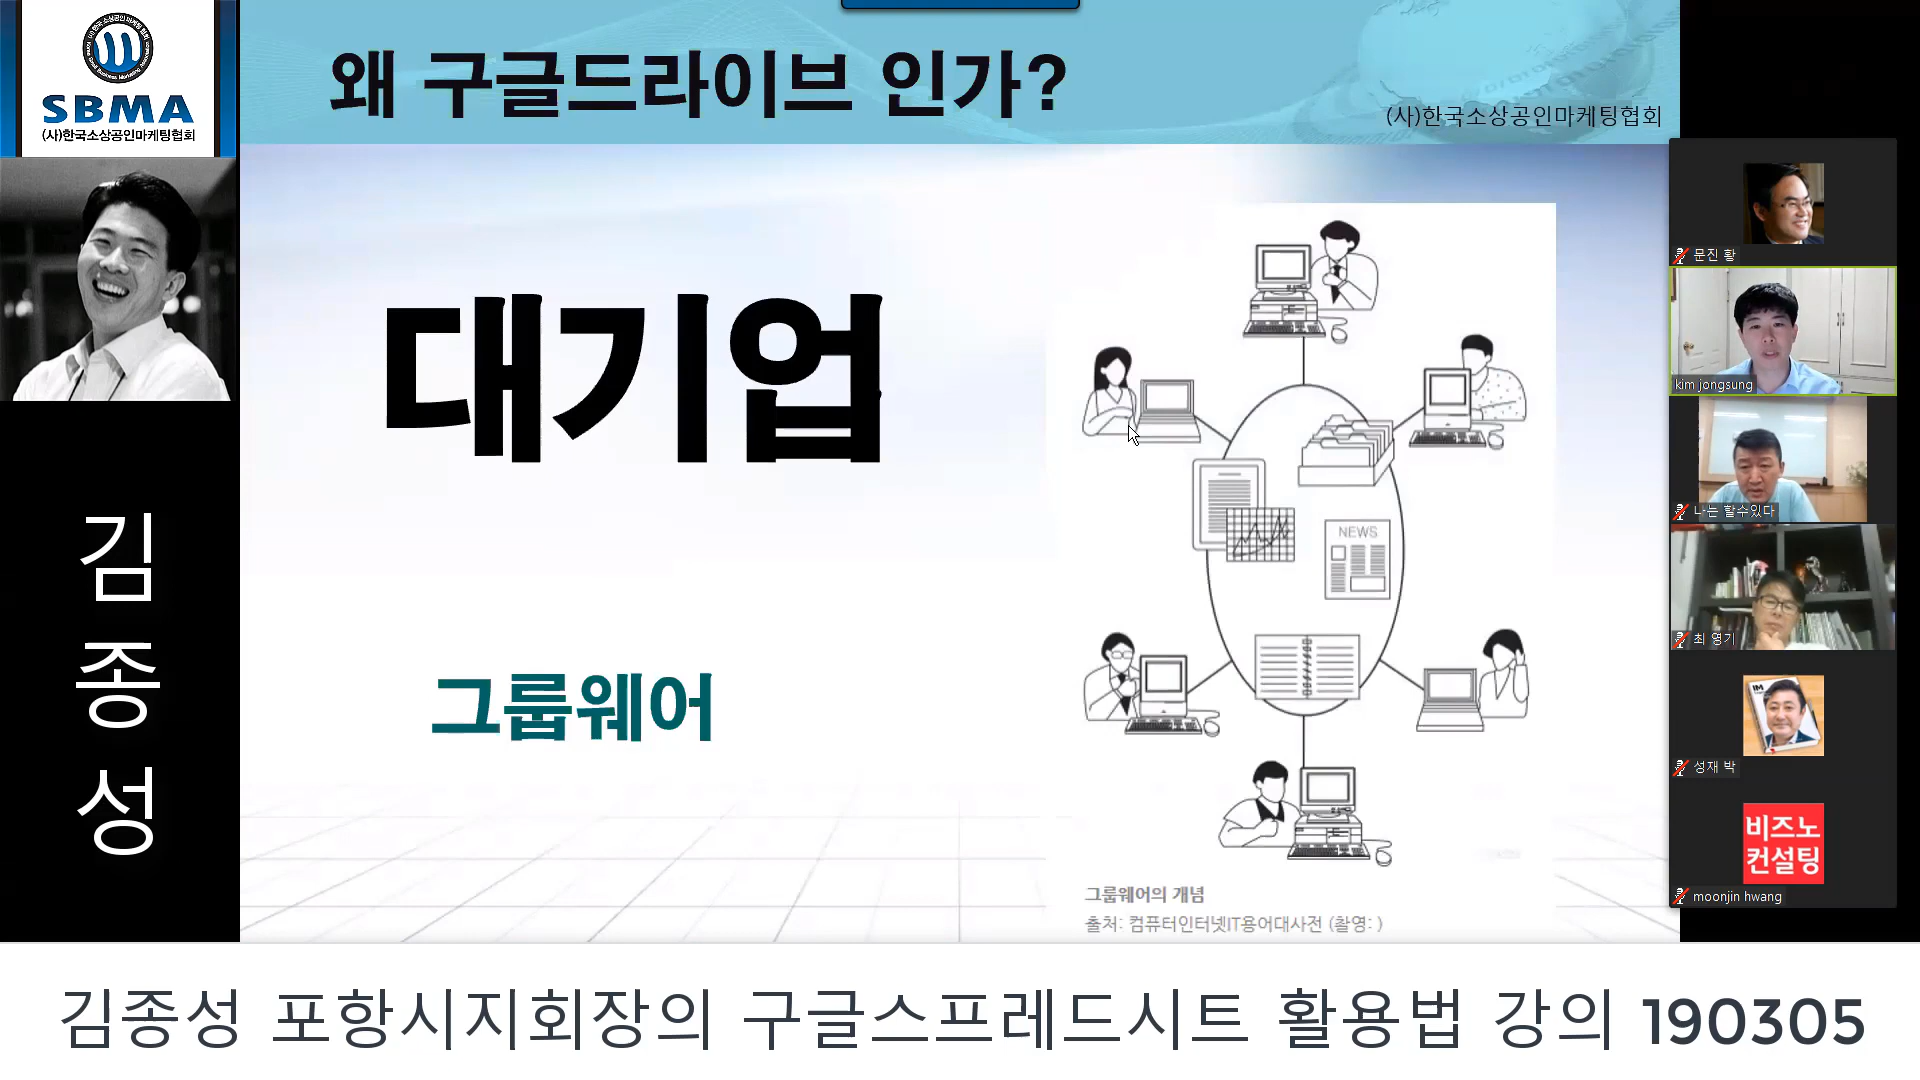 SBMA
(사)한국소상공인마케팅협회
김
종
성
왜 구글드라이브 인가?
(사)한국소상공인마케팅협회
대기업
그룹웨어
NEWS
그룹웨어의 개념
출처: 컴퓨터인터넷IT용어대사전 (촬영: )
문진 황
kim jongsung
나는 할수있다
최 영기
성재 박
비즈노
컨설팅
moonjin hwang
김종성 포항시지회장의 구글스프레드시트 활용법 강의 190305